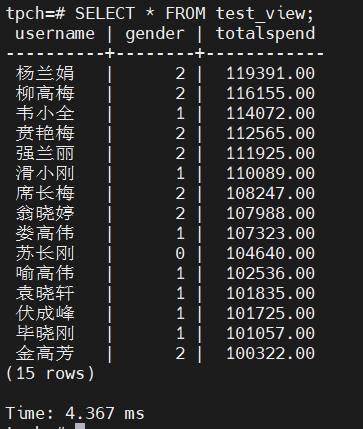 tpch=# SELECT * FROM test_view;
 username | gender | totalspend
----------+--------+------------
 杨兰娟   |      2 |  119391.00
 柳高梅   |      2 |  116155.00
 韦小全   |      1 |  114072.00
 贲艳梅   |      2 |  112565.00
 强兰丽   |      2 |  111925.00
 滑小刚   |      1 |  110089.00
 席长梅   |      2 |  108247.00
 翁晓婷   |      2 |  107988.00
 娄高伟   |      1 |  107323.00
 苏长刚   |      0 |  104640.00
 喻高伟   |      1 |  102536.00
 袁晓轩   |      1 |  101835.00
 伏成峰   |      1 |  101725.00
 毕晓刚   |      1 |  101057.00
 金高芳   |      2 |  100322.00
(15 rows)
Time: 4.367 ms